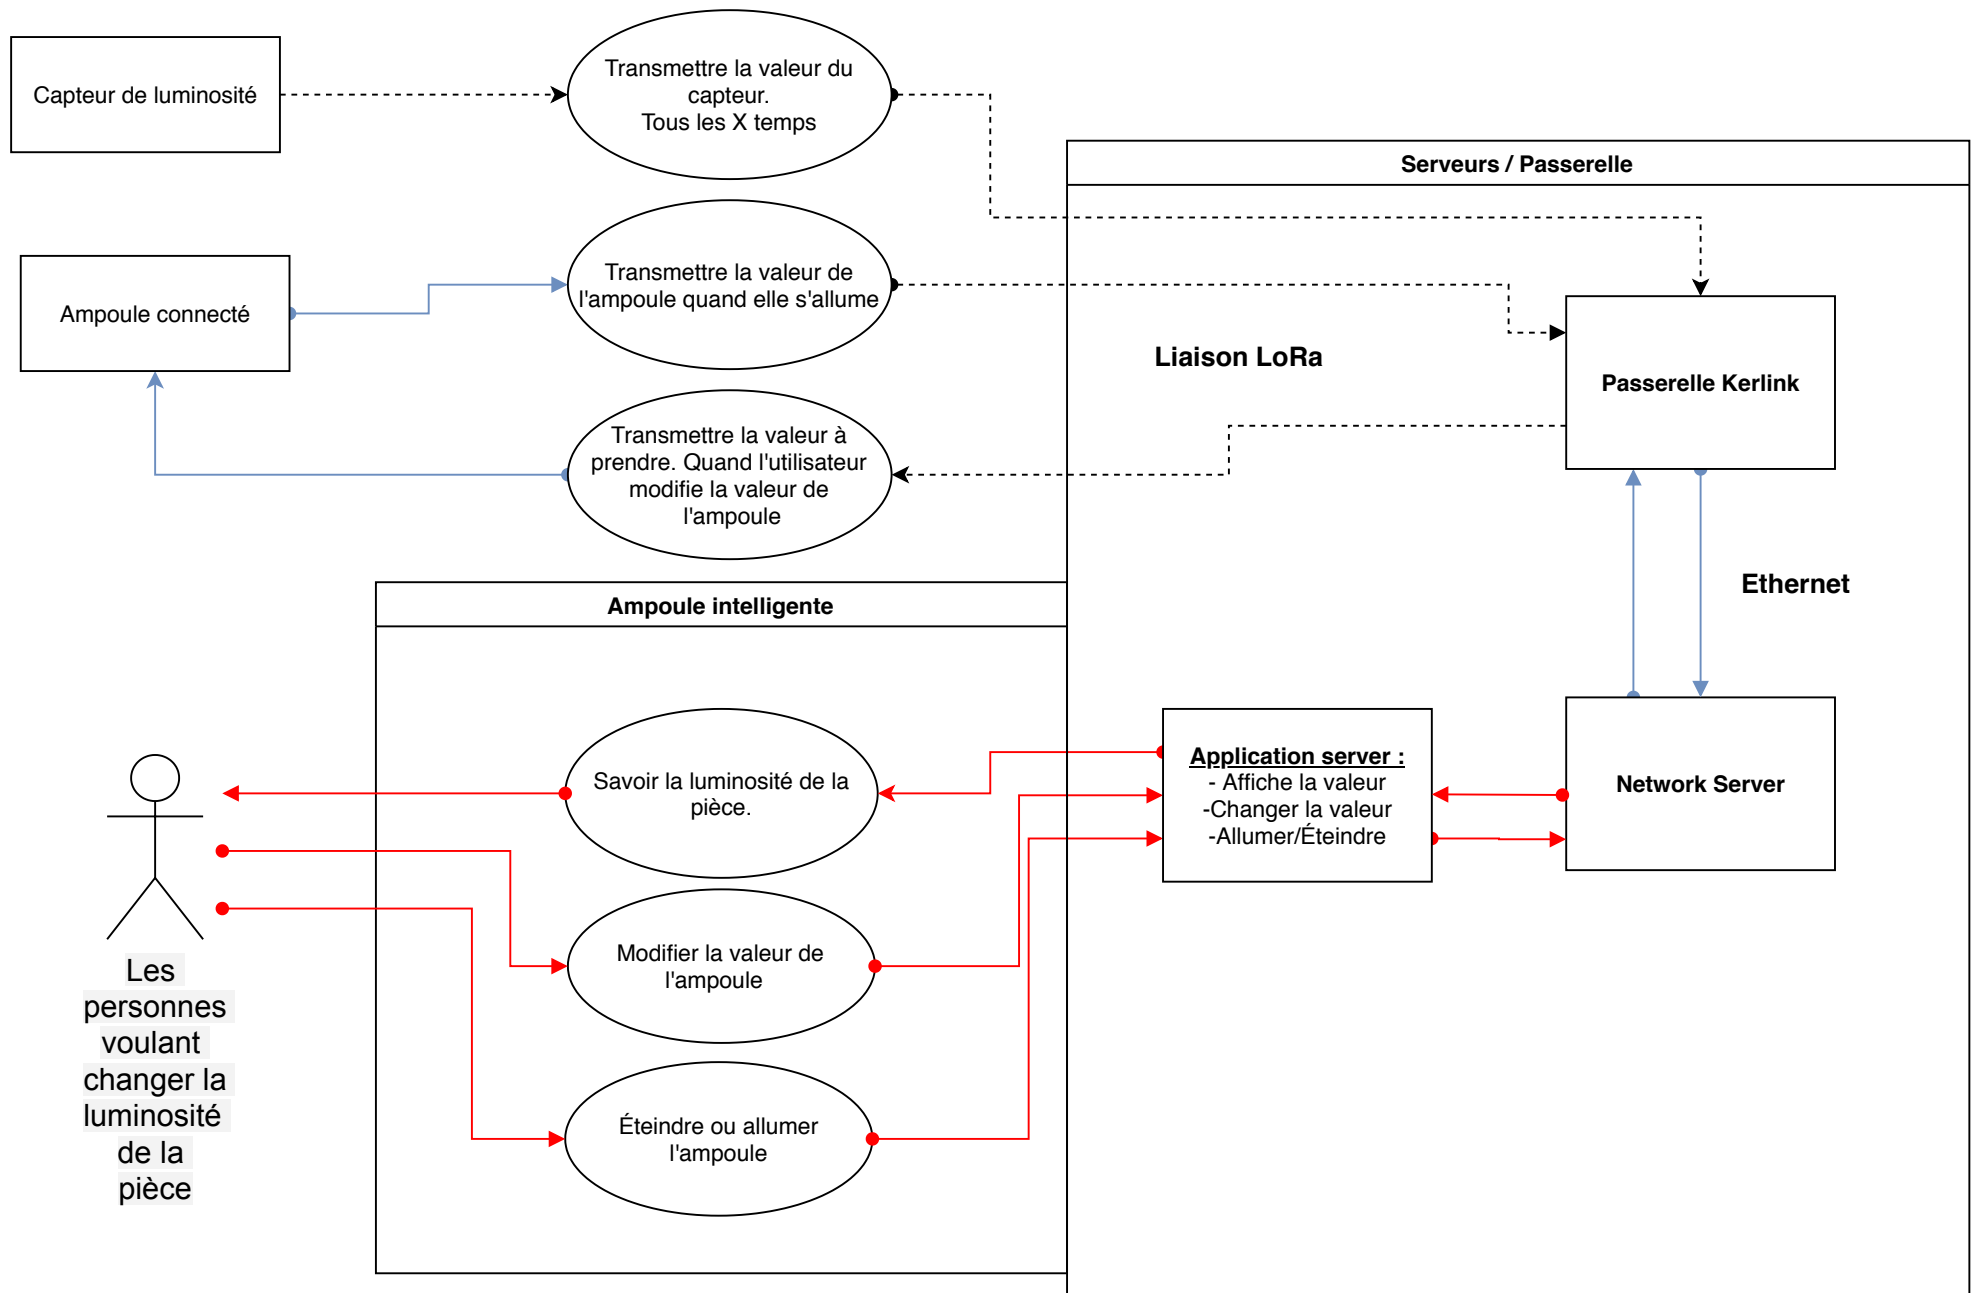 Capteur de luminosité
Transmettre la valeur du
capteur.
Tous les X temps
Serveurs / Passerelle
Ampoule connecté
Transmettre la valeur de
l'ampoule quand elle s'allume
Liaison LoRa
Passerelle Kerlink
Transmettre la valeur à
prendre. Quand l'utilisateur
modifie la valeur de
l'ampoule
Ethernet
Ampoule intelligente
Savoir la luminosité de la
pièce.
Application server :
- Affiche la valeur
-Changer la valeur
-Allumer/Éteindre
Network Server
Modifier la valeur de
l'ampoule
Les
personnes
voulant
changer la
luminosité
de la
pièce
Éteindre ou allumer
l'ampoule